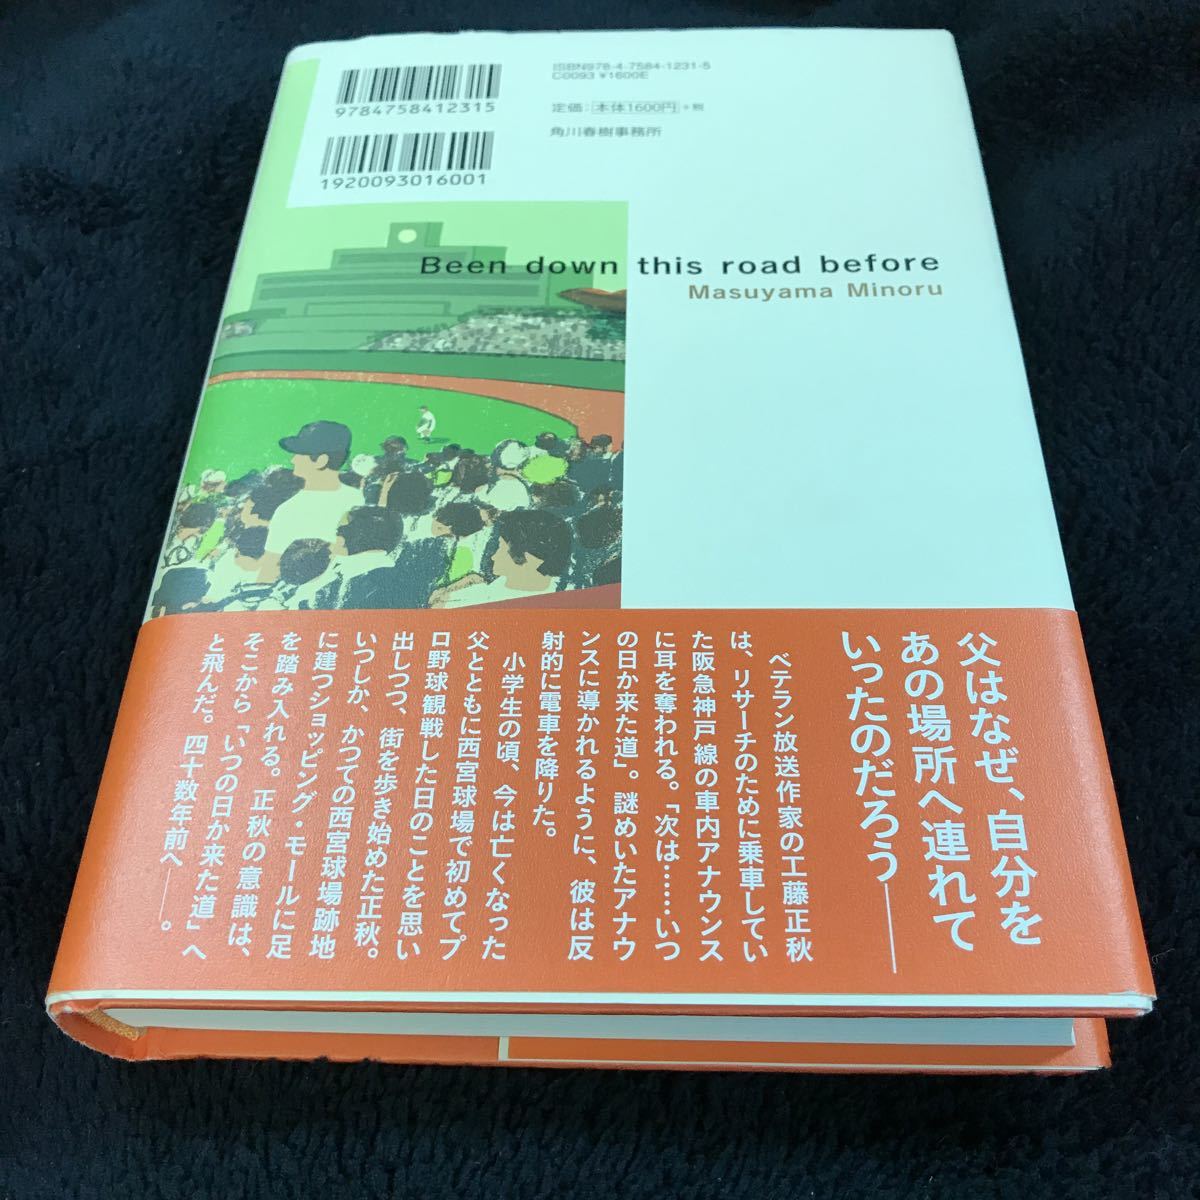 9784758412315
1920093016001
ISBN978-4-7584-1231-5
C0093 ¥1600E
定価:本体1600円+税
角川春樹事務所
Been down this road before
Masuyama Minoru
父はなぜ、自分を
あの場所へ連れて
いったのだろう――
ベテラン放送作家の工藤正秋
は、リサーチのために乗車してい
た阪急神戸線の車内アナウンス
に耳を奪われる。「次は……いつ
の日か来た道」。謎めいたアナウ
ンスに導かれるように、彼は反
射的に電車を降りた。
小学生の頃、今は亡くなった
父とともに西宮球場で初めてプ
ロ野球観戦した日のことを思い
出しつつ、街を歩き始めた正秋。
いつしか、かつての西宮球場跡地
に建つショッピング・モールに足
を踏み入れる。正秋の意識は、
そこから「いつの日か来た道」へ
と飛んだ。四十数年前へ――。